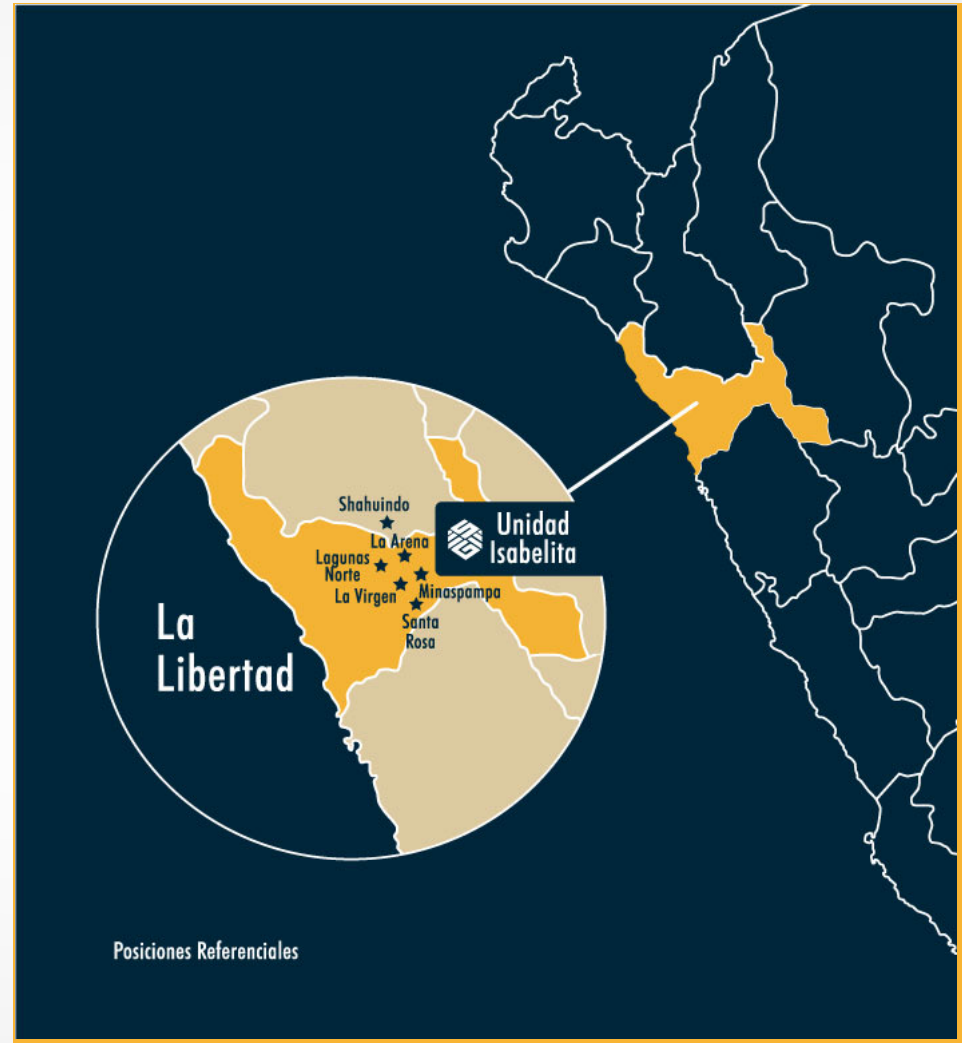 Shahuindo
La Arena
Lagunas
Norte
La Virgen
Minaspampa
Santa
Rosa
Unidad
Isabelita
La
Libertad
Posiciones Referenciales